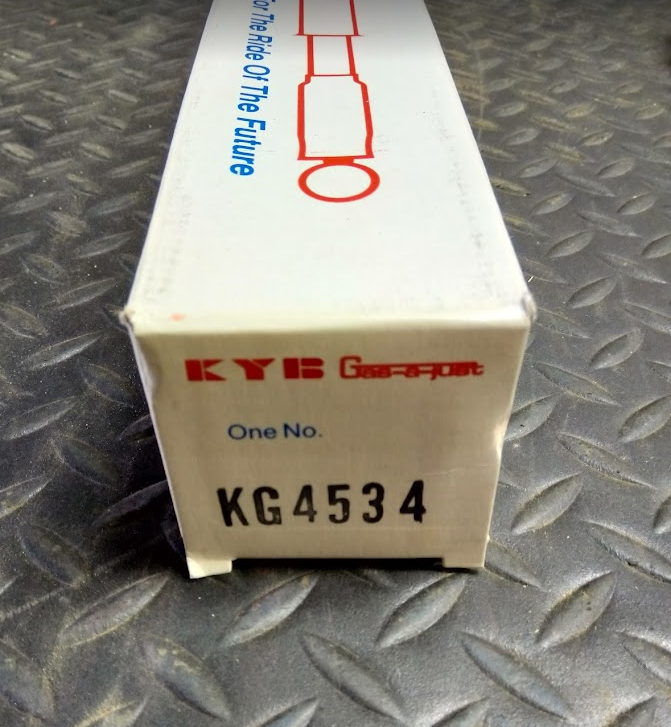 For The Ride Of The Future
KYB Gas-a-just
One No.
KG4534